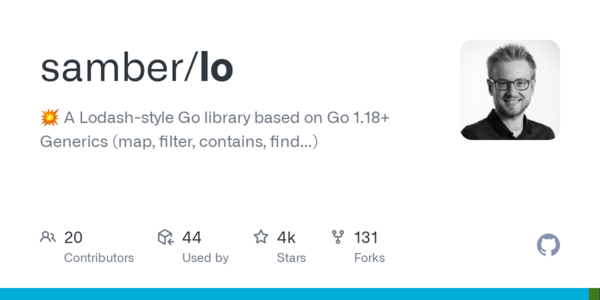 samber/lo
💥 A Lodash-style Go library based on Go 1.18+
Generics (map, filter, contains, find...)
20
Contributors
44
Used by
4k
Stars
131
Forks